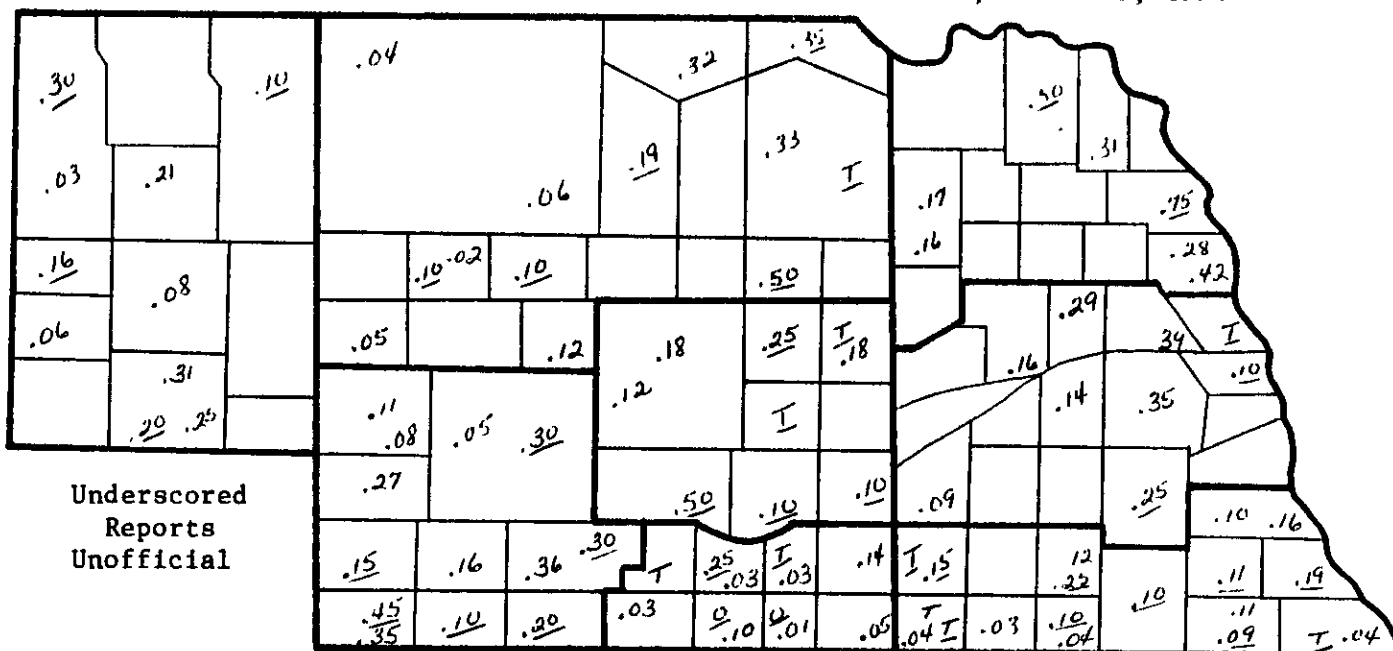 .04 .32 .35
.30 .10 .30
.19 .33 .31
.03 .21 .06 T .17 .75
.16 .28
.16 .10 .02 .10 .50 .42
.08
.06 .05 .12 .18 .25 T .18 .29 .34 T
.31 .12 .16 .10
.20 .25 .11 .08 .05 .30 T .14 .35
Underscored .27 .50 .10 .10 .09 .25
Reports .10 .16
Unofficial .15 .16 .36 .30 T .25 .03 T .03 .14 T .15 12 .22 .11 .19
.45 .35 .10 .20 .03 0 .10 0 .01 .05 T .04 T .03 .10 .04 .10 .11 .09 T .04